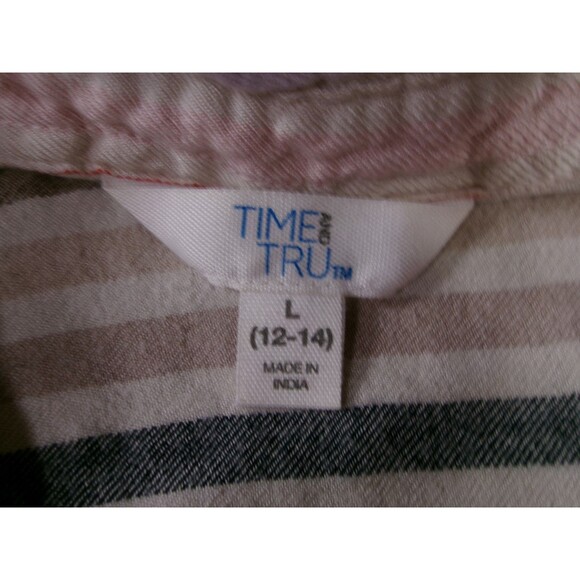 TIME AND
TRU™
L
(12-14)
MADE IN
INDIA